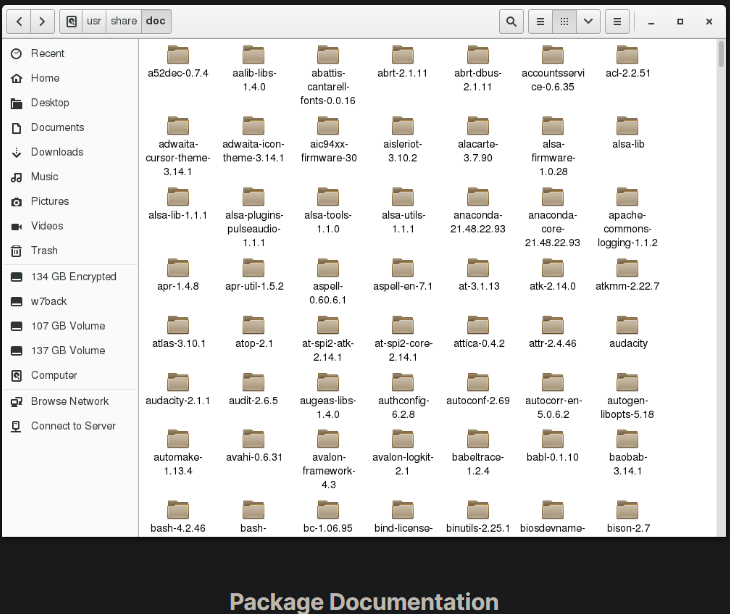 usr share doc
Recent
Home
Desktop
Documents
Downloads
Music
Pictures
Videos
Trash
134 GB Encrypted
w7back
107 GB Volume
137 GB Volume
Computer
Browse Network
Connect to Server
a52dec-0.7.4
aalib-libs-
1.4.0
abattis-
cantarell-
fonts-0.0.16
abrt-2.1.11
abrt-dbus-
2.1.11
accountsservi
ce-0.6.35
acl-2.2.51
adwaita-
cursor-theme-
3.14.1
adwaita-icon-
theme-3.14.1
aic94xx-
firmware-30
aisleriot-
3.10.2
alacarte-
3.7.90
alsa-
firmware-
1.0.28
alsa-lib
alsa-lib-1.1.1
alsa-plugins-
pulseaudio-
1.1.1
alsa-tools-
1.1.0
alsa-utils-
1.1.1
anaconda-
21.48.22.93
anaconda-
core-
21.48.22.93
apache-
commons-
logging-1.1.2
apr-1.4.8
apr-util-1.5.2
aspell-
0.60.6.1
aspell-en-7.1
at-3.1.13
atk-2.14.0
atkmm-2.22.7
atlas-3.10.1
atop-2.1
at-spi2-atk-
2.14.1
at-spi2-core-
2.14.1
attica-0.4.2
attr-2.4.46
audacity
audacity-2.1.1
audit-2.6.5
augeas-libs-
1.4.0
authconfig-
6.2.8
autoconf-2.69
autocorr-en-
5.0.6.2
autogen-
libopts-5.18
automake-
1.13.4
avahi-0.6.31
avalon-
framework-
4.3
avalon-logkit-
2.1
babeltrace-
1.2.4
babl-0.1.10
baobab-
3.14.1
bash-4.2.46
bash-
bc-1.06.95
bind-license-
binutils-2.25.1
biosdevname-
bison-2.7
Package Documentation